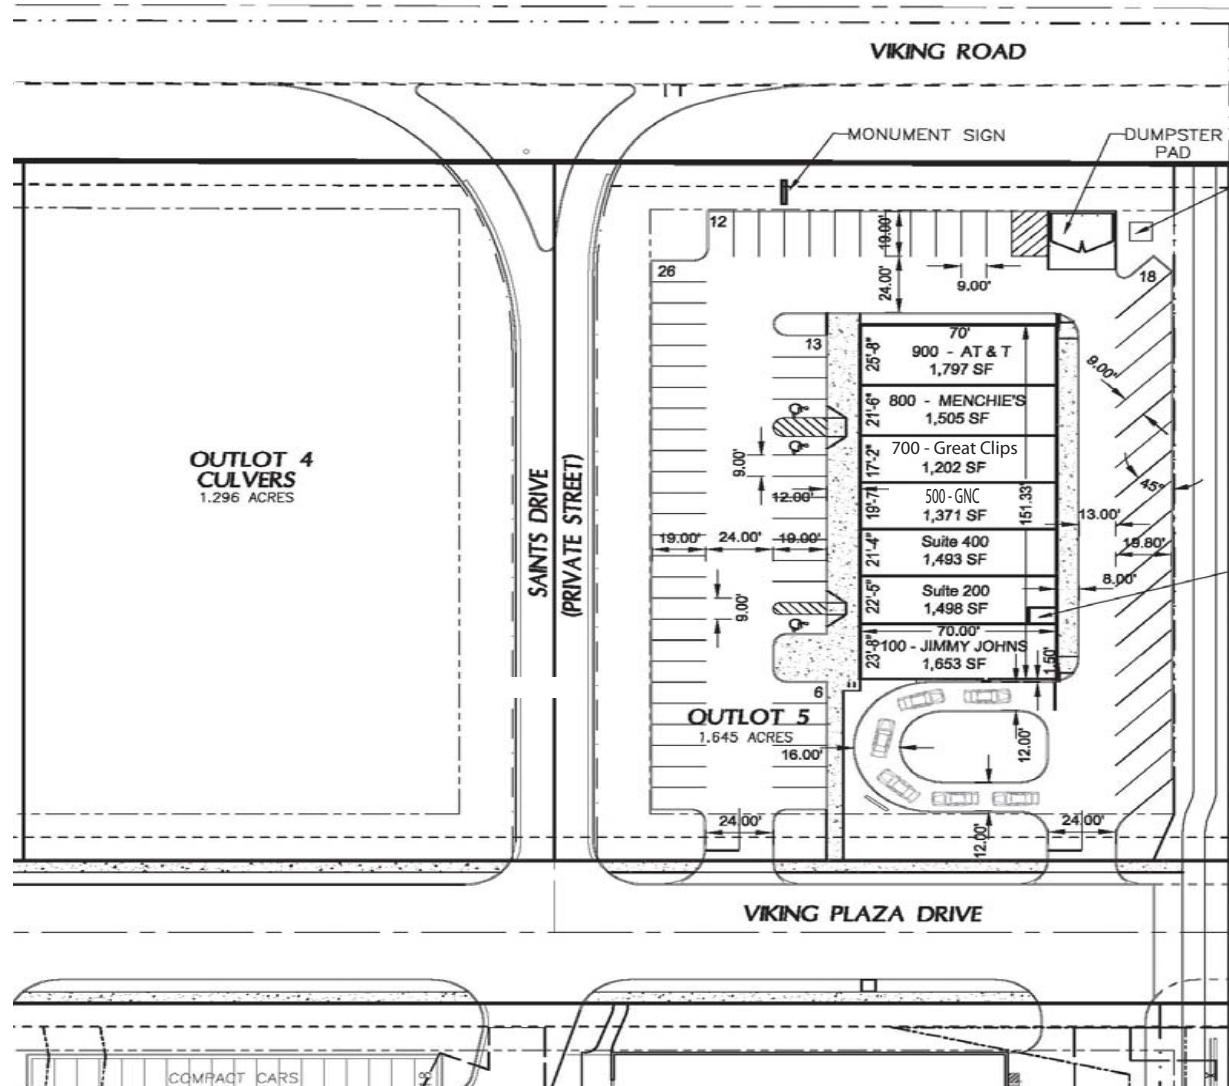 VIKING ROAD
MONUMENT SIGN
DUMPSTER
PAD
12
19.00'
26
24.00'
9.00'
18
13
70'
25'-8"
900 - AT & T
1,797 SF
9.00'
21'-6"
800 - MENCHIE'S
1,505 SF
17'-2"
700 - Great Clips
1,202 SF
OUTLOT 4
CULVERS
1.296 ACRES
SAINTS DRIVE
(PRIVATE STREET)
9.00'
12.00'
19'-7"
500 - GNC
1,371 SF
151.33'
45°
13.00'
19.00'
24.00'
19.00'
21'-4"
Suite 400
1,493 SF
19.80'
8.00'
9.00'
22'-5"
Suite 200
1,498 SF
70.00'
23'-8"
100 - JIMMY JOHNS
1,653 SF
1.50'
6
OUTLOT 5
1.645 ACRES
16.00'
12.00'
24.00'
12.00'
24.00'
VIKING PLAZA DRIVE
COMPACT CARS